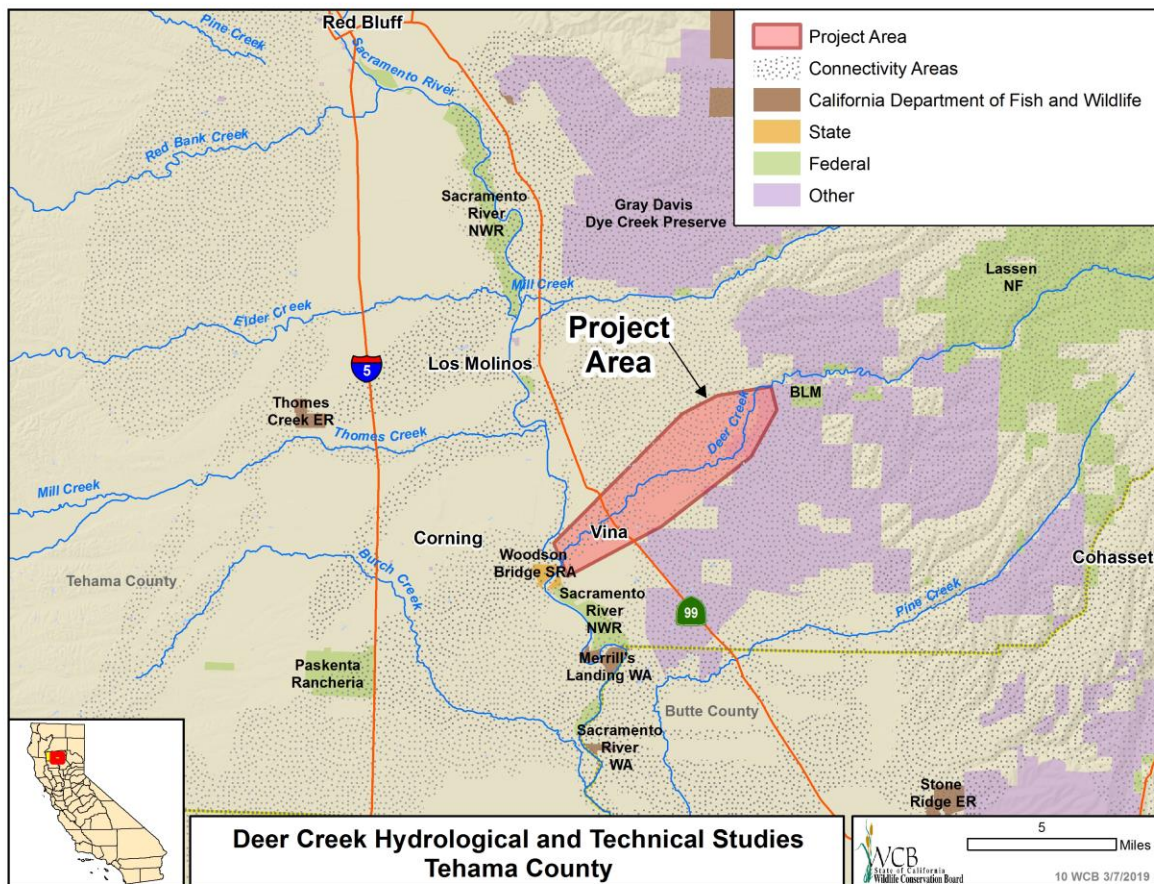 Red Bluff
Pine Creek
Sacramento River
Red Bank Creek
Project Area
Connectivity Areas
California Department of Fish and Wildlife
State
Federal
Other
Sacramento
River
NWR
Gray Davis
Dye Creek Preserve
Lassen
NF
Mill Creek
Elder Creek
Project
Area
Los Molinos
5
BLM
Thomes
Creek ER
Deer Creek
Thomes Creek
Mill Creek
Vina
Corning
Woodson
Bridge SRA
Cohasset
Tehama County
Burch Creek
Pine Creek
Sacramento
River
NWR
99
Paskenta
Rancheria
Merrill's
Landing WA
Butte County
Sacramento
River
WA
Stone
Ridge ER
Deer Creek Hydrological and Technical Studies
Tehama County
WCB
State of California
Wildlife Conservation Board
5
Miles
10 WCB 3/7/2019